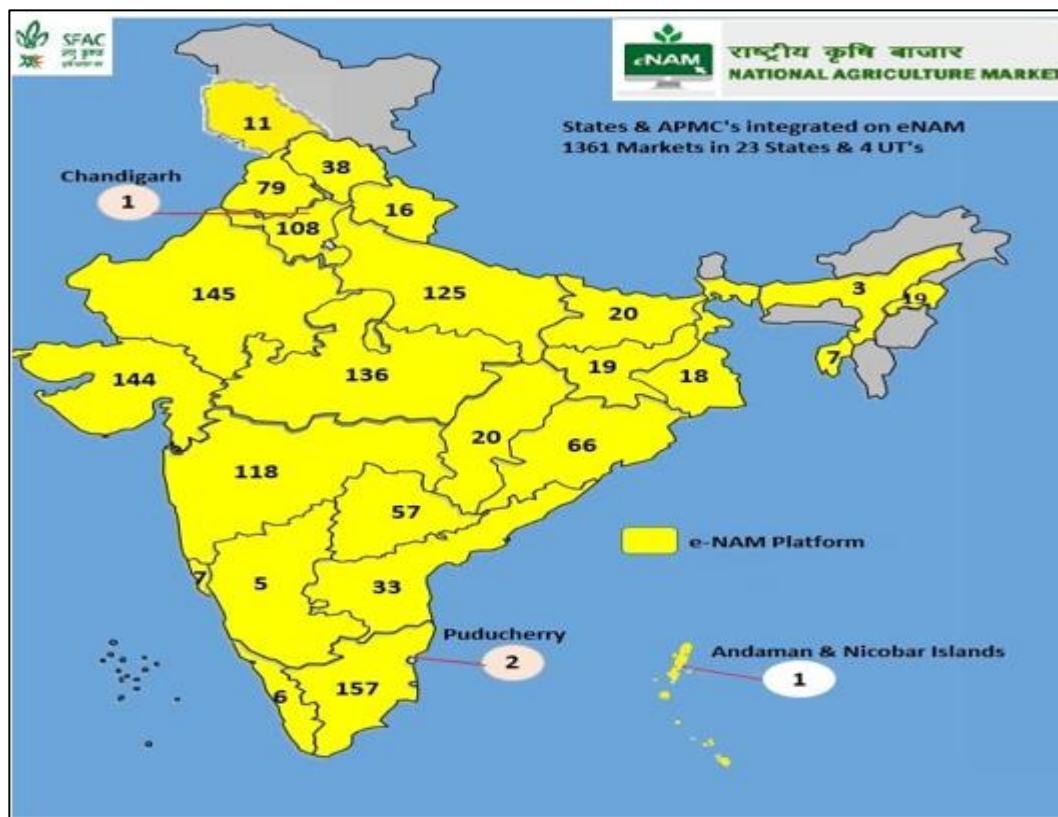 SFAC
eNAM
राष्ट्रीय कृषि बाजार
NATIONAL AGRICULTURE MARKET
States & APMC's integrated on eNAM
1361 Markets in 23 States & 4 UT's
11
38
Chandigarh
79
1
16
108
145
125
3
19
20
144
136
19
7
18
20
66
118
57
e-NAM Platform
7
5
33
Puducherry
2
Andaman & Nicobar Islands
1
6
157